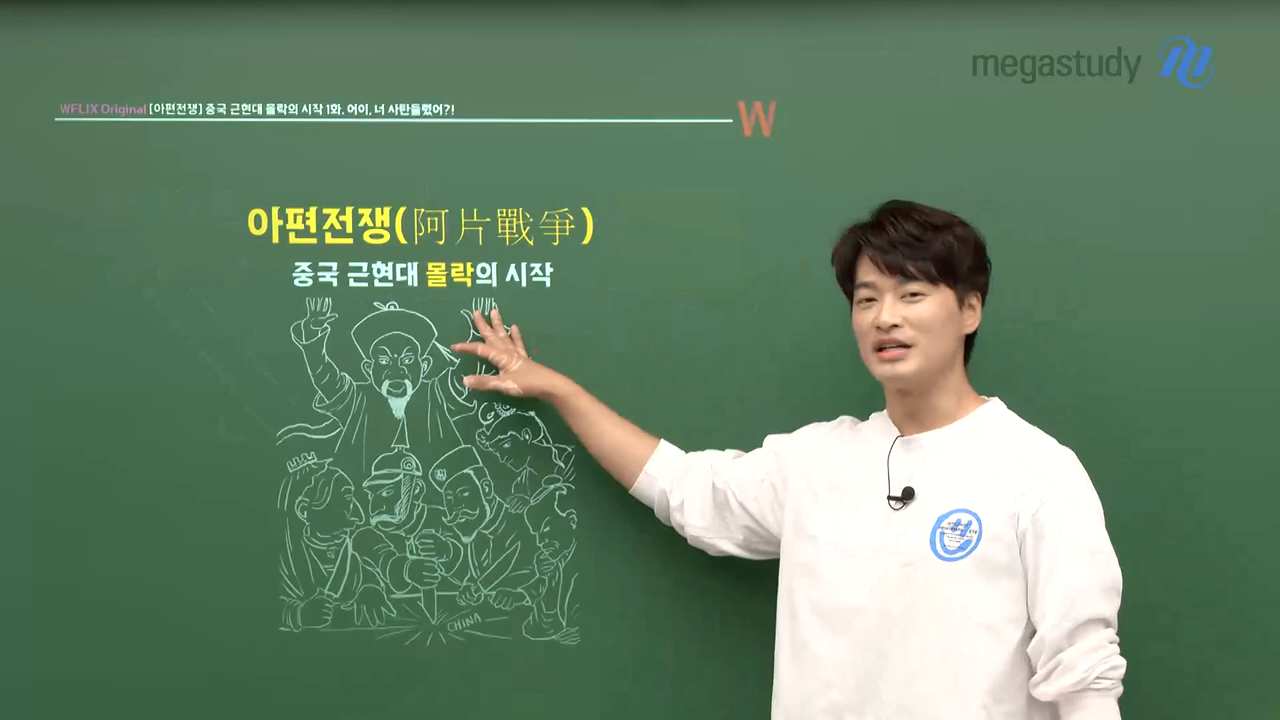 megastudy
WFLIX Original [아편전쟁] 중국 근현대 몰락의 시작 1화. 어이, 너 사탄들렸어?!
W
아편전쟁(阿片戰爭)
중국 근현대 몰락의 시작
CHINA